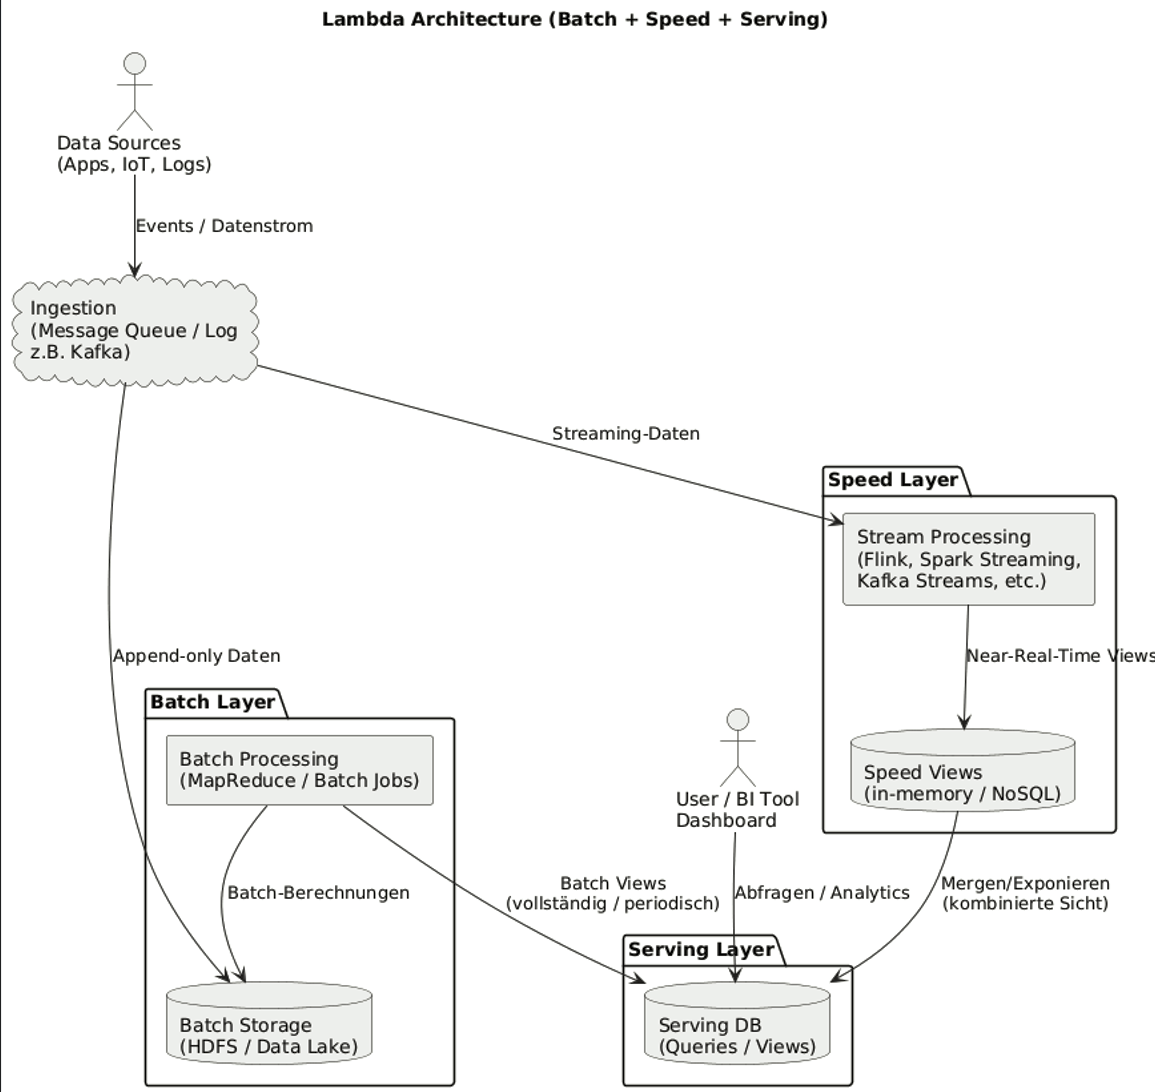 Lambda Architecture (Batch + Speed + Serving)
Data Sources
(Apps, IoT, Logs)
Events / Datenstrom
Ingestion
(Message Queue / Log
z.B. Kafka)
Streaming-Daten
Speed Layer
Stream Processing
(Flink, Spark Streaming,
Kafka Streams, etc.)
Append-only Daten
Near-Real-Time Views
Batch Layer
Batch Processing
(MapReduce / Batch Jobs)
User / BI Tool
Dashboard
Speed Views
(in-memory / NoSQL)
Batch-Berechnungen
Batch Views
(vollständig / periodisch)
Abfragen / Analytics
Mergen/Exponieren
(kombinierte Sicht)
Serving Layer
Batch Storage
(HDFS / Data Lake)
Serving DB
(Queries / Views)